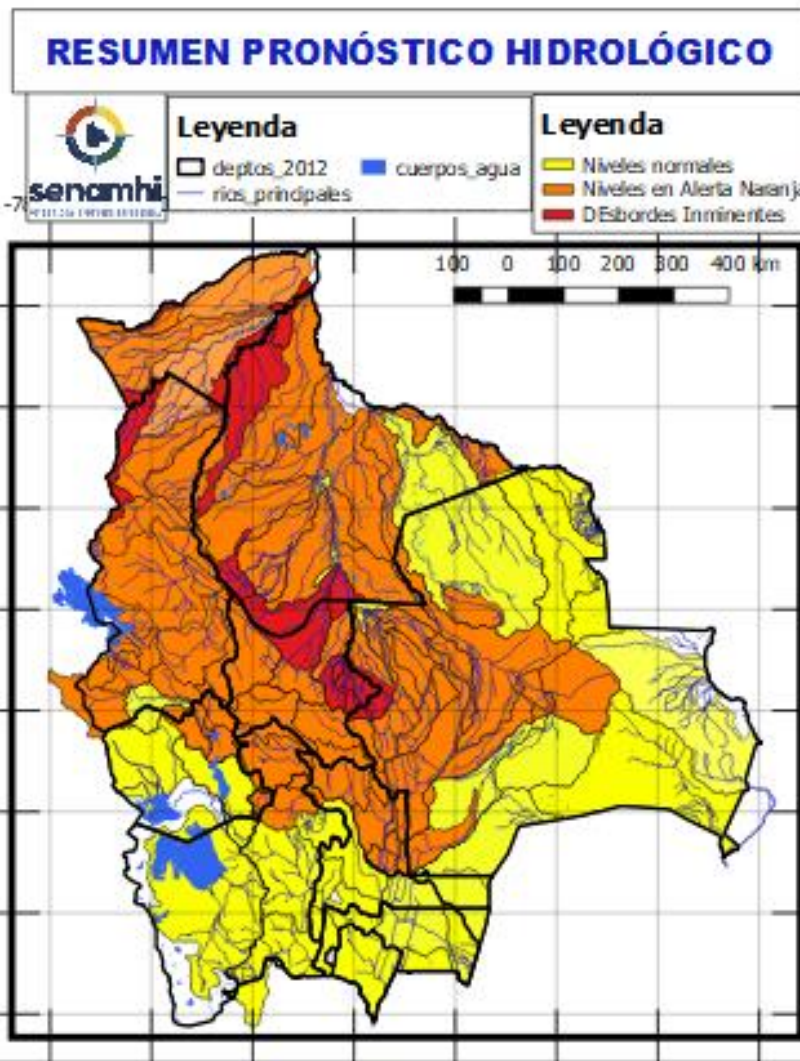 RESUMEN PRONÓSTICO HIDROLÓGICO
Leyenda
deptos_2012
cuerpos_agua
rios_principales
Leyenda
Niveles normales
Niveles en Alerta Naranja
DEsbordes Inminentes
senamhi
100 0 100 200 300 400 km